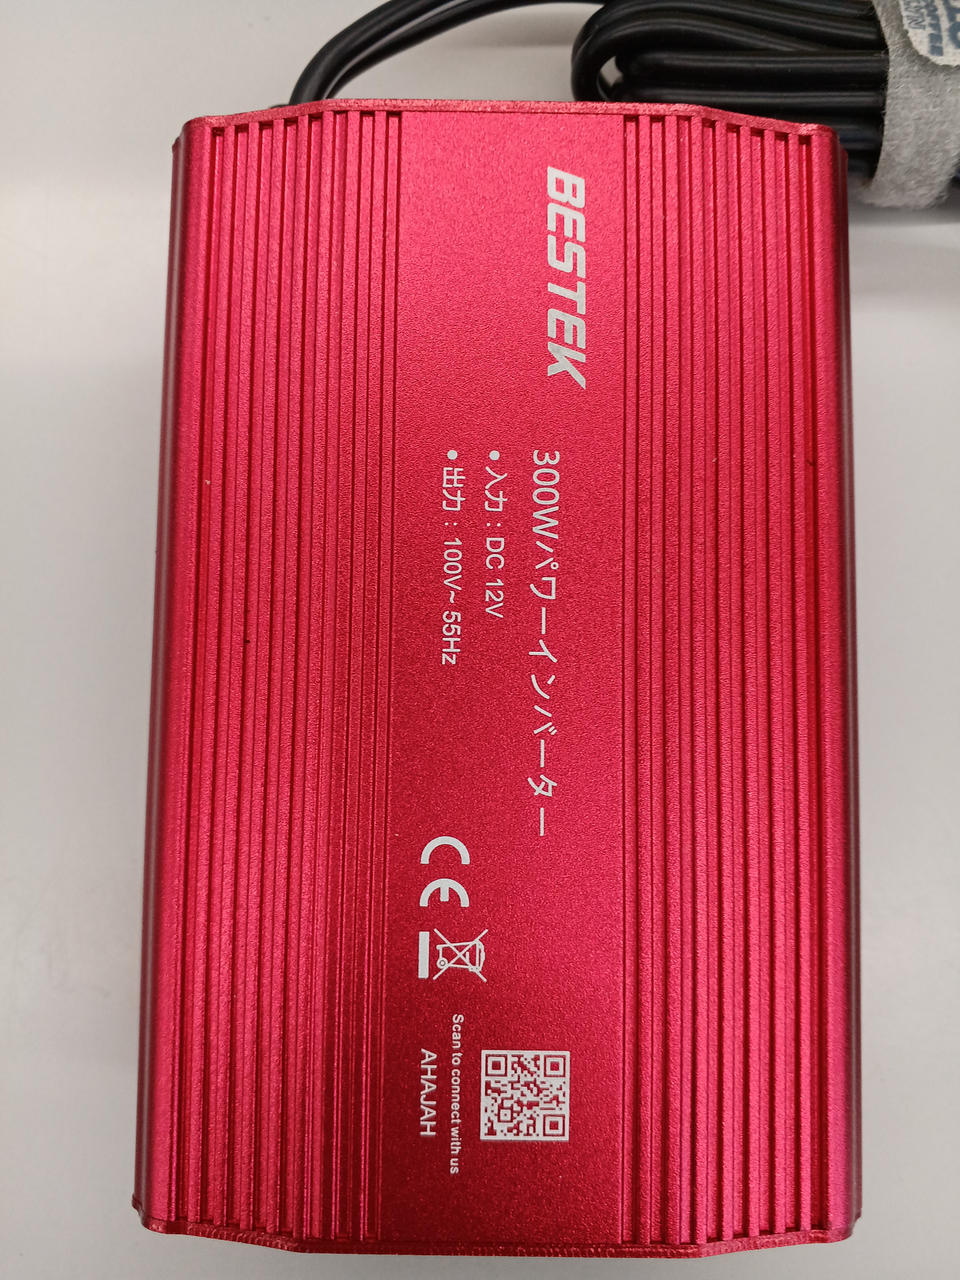 BESTEK
300Wパワーインバーター
●入力：DC 12V
●出力：100V~ 55Hz
CE
Scan to connect with us
AHAJAH